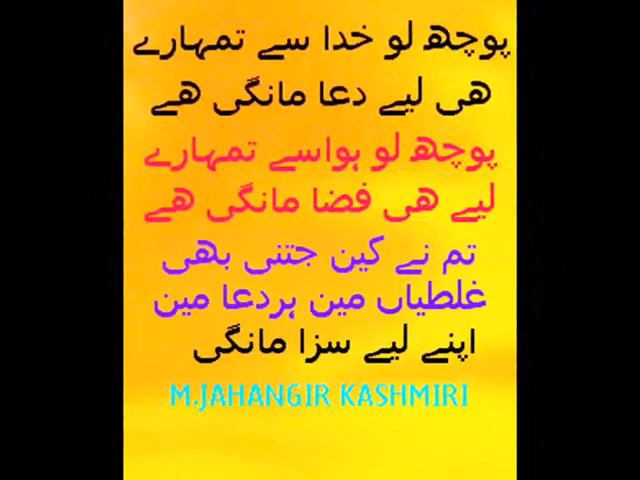 پوچھ لو خدا سے تمہارے
ھی لیے دعا مانگی ھے
پوچھ لو ہواسے تمہارے
لیے ھی فضا مانگی ھے
تم نے کین جتنی بھی
غلطیاں مین ہردعا مین
اپنے لیے سزا مانگی
M.JAHANGIR KASHMIRI